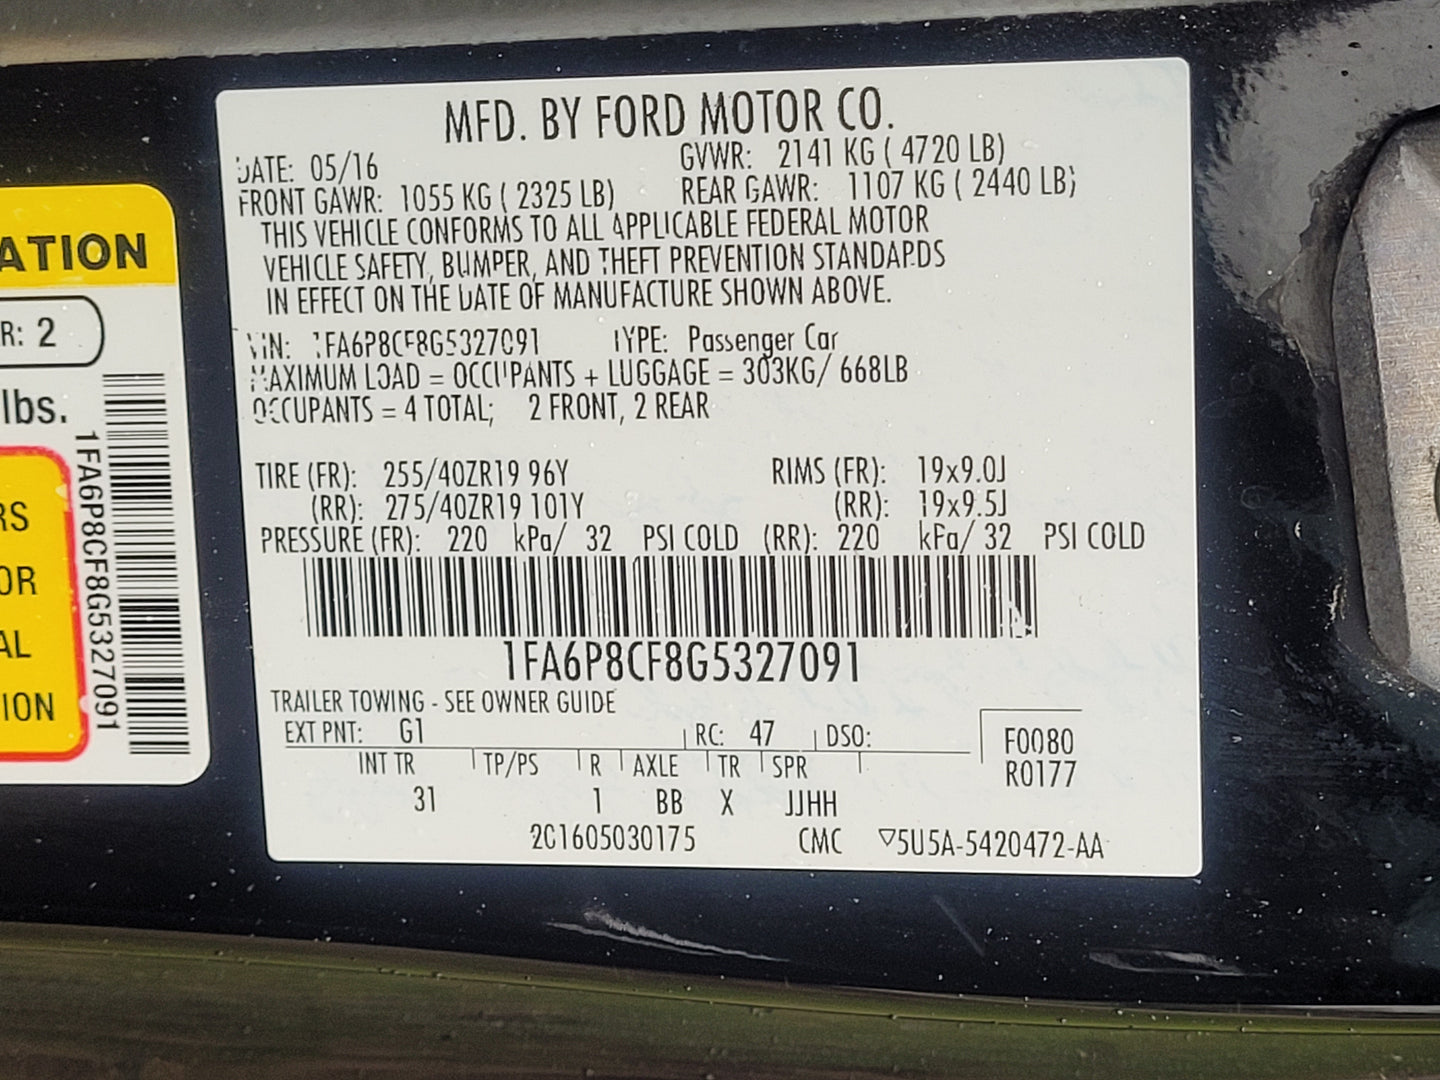 MFD. BY FORD MOTOR CO.
DATE: 05/16 GVWR: 2141 KG ( 4720 LB)
FRONT GAWR: 1055 KG ( 2325 LB) REAR GAWR: 1107 KG ( 2440 LB)
THIS VEHICLE CONFORMS TO ALL APPLICABLE FEDERAL MOTOR
VEHICLE SAFETY, BUMPER, AND THEFT PREVENTION STANDARDS
IN EFFECT ON THE DATE OF MANUFACTURE SHOWN ABOVE.
VIN: 1FA6P8CF8G5327091 TYPE: Passenger Car
MAXIMUM LOAD = OCCUPANTS + LUGGAGE = 303KG/ 668LB
OCCUPANTS = 4 TOTAL; 2 FRONT, 2 REAR
TIRE (FR): 255/40ZR19 96Y RIMS (FR): 19x9.0J
(RR): 275/40ZR19 101Y (RR): 19x9.5J
PRESSURE (FR): 220 kPa/ 32 PSI COLD (RR): 220 kPa/ 32 PSI COLD
1FA6P8CF8G5327091
TRAILER TOWING - SEE OWNER GUIDE
EXT PNT: G1 RC: 47 DSO: F0080
INT TR TP/PS R AXLE TR SPR R0177
31 1 BB X JJHH
2C1605030175 CMC ▽5U5A-5420472-AA
ATION
R: 2
lbs.
RS
OR
AL
ION
1FA6P8CF8G5327091